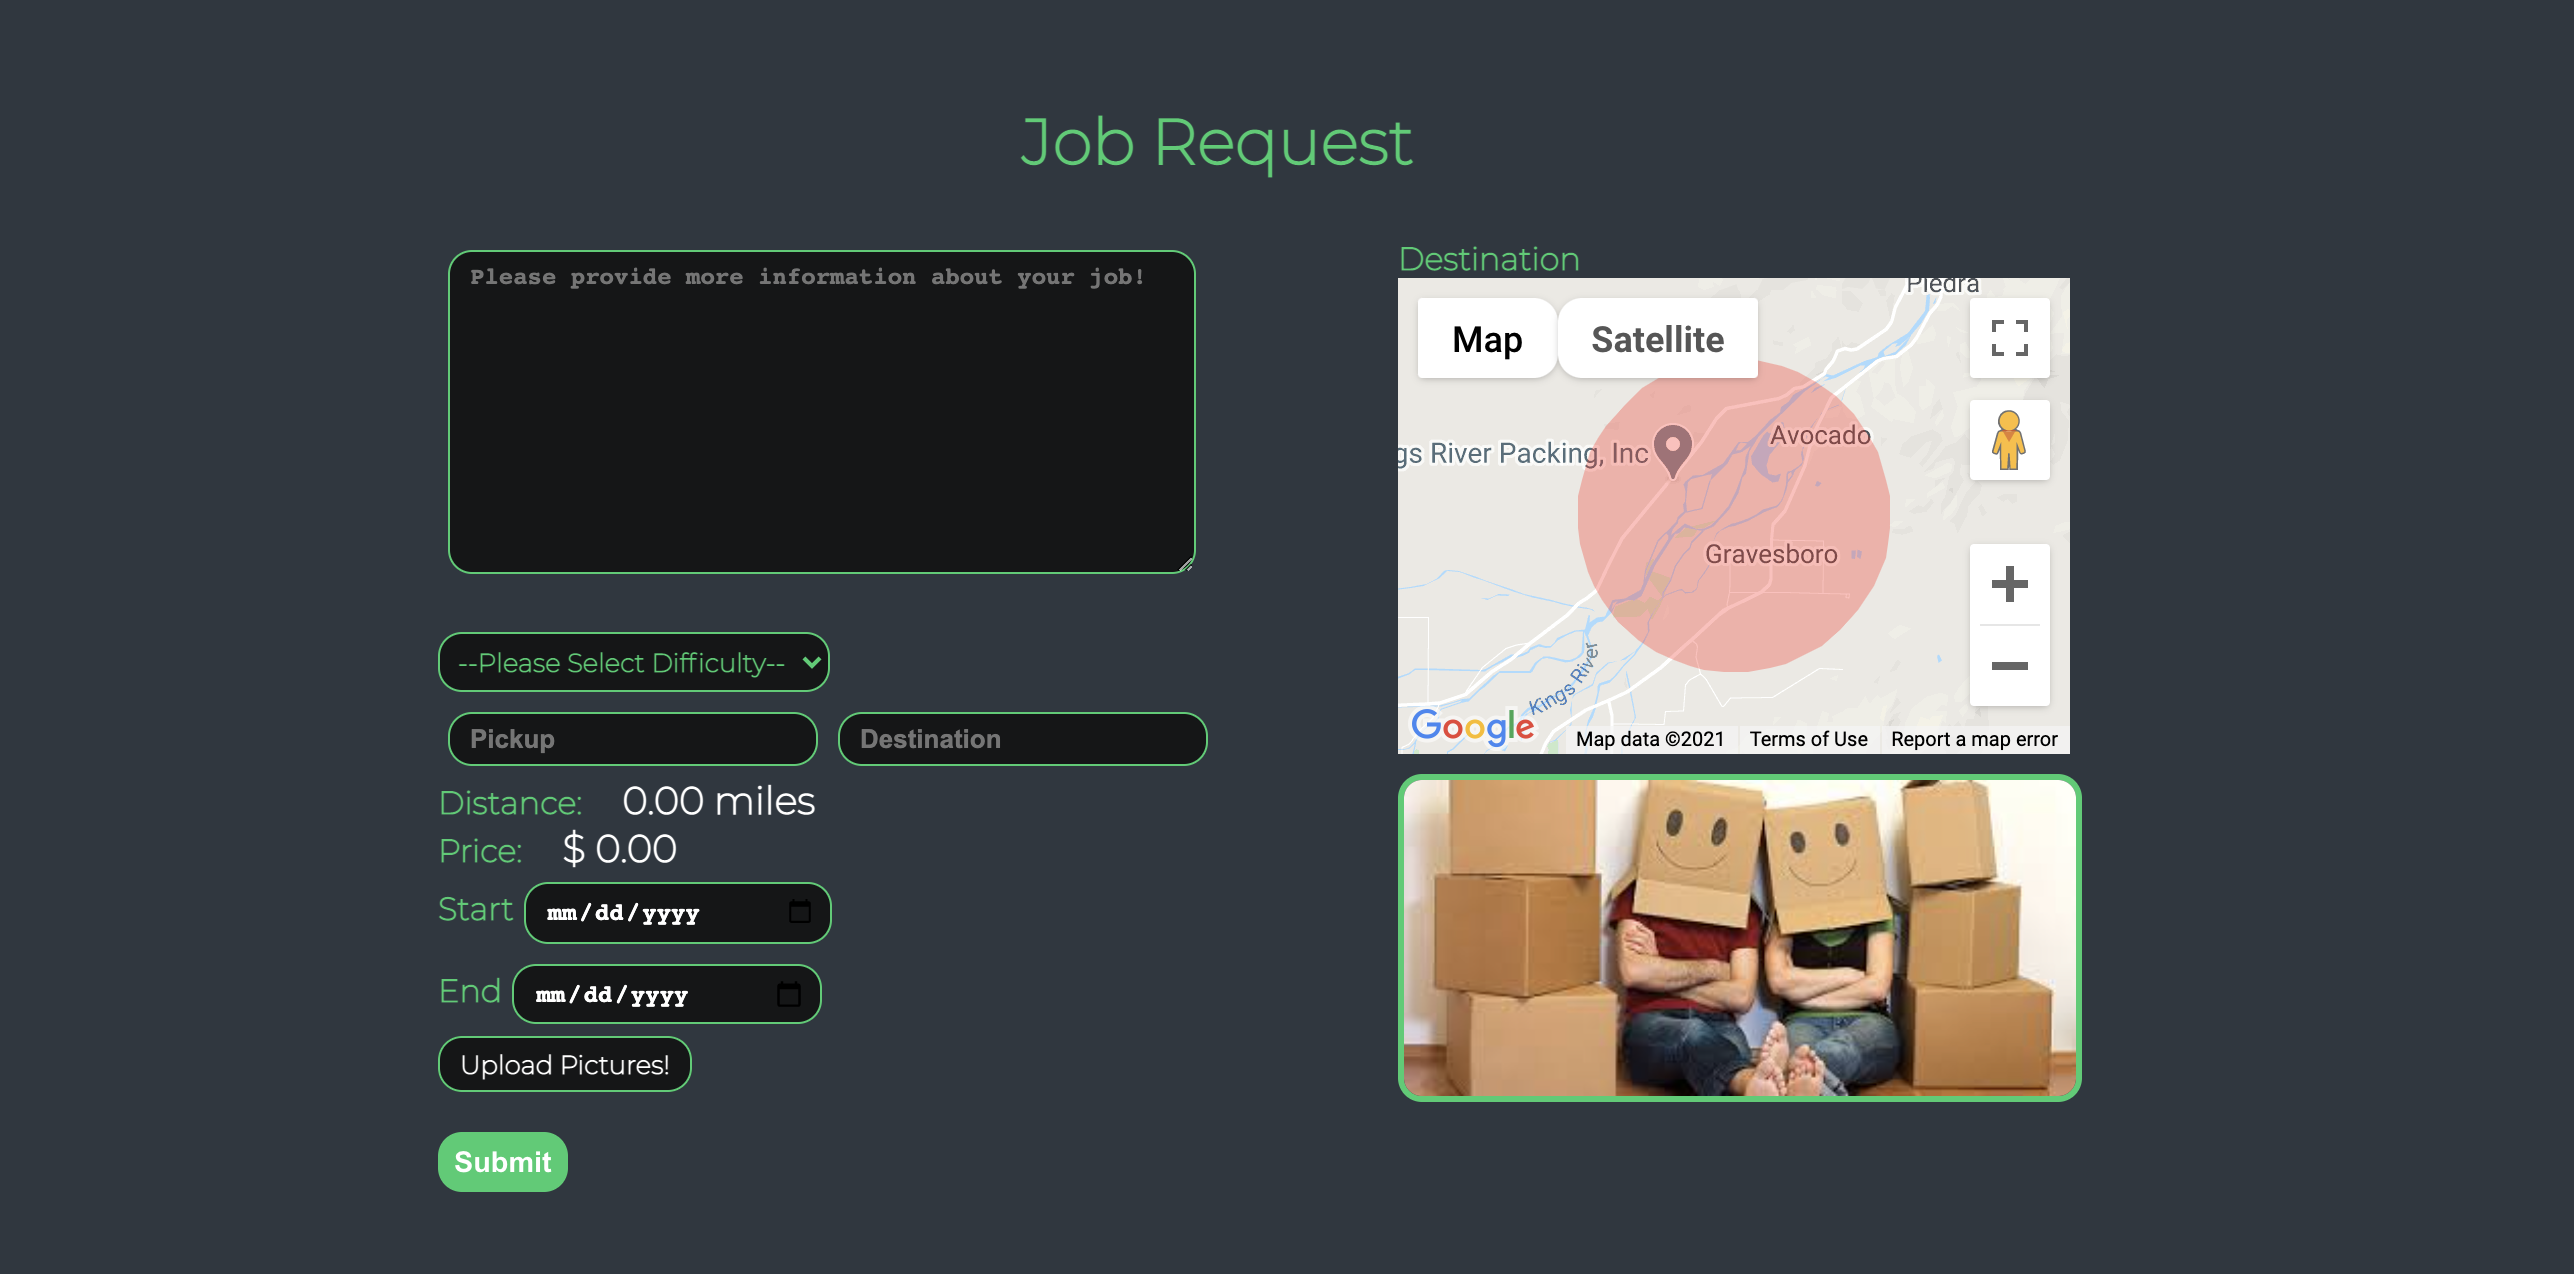 Job Request
Please provide more information about your job!
--Please Select Difficulty--
Pickup
Destination
Distance: 0.00 miles
Price: $ 0.00
Start mm/dd/yyyy
End mm/dd/yyyy
Upload Pictures!
Submit
Destination
Piedra
Map
Satellite
Avocado
gs River Packing, Inc
Gravesboro
Kings River
Google
Map data ©2021
Terms of Use
Report a map error